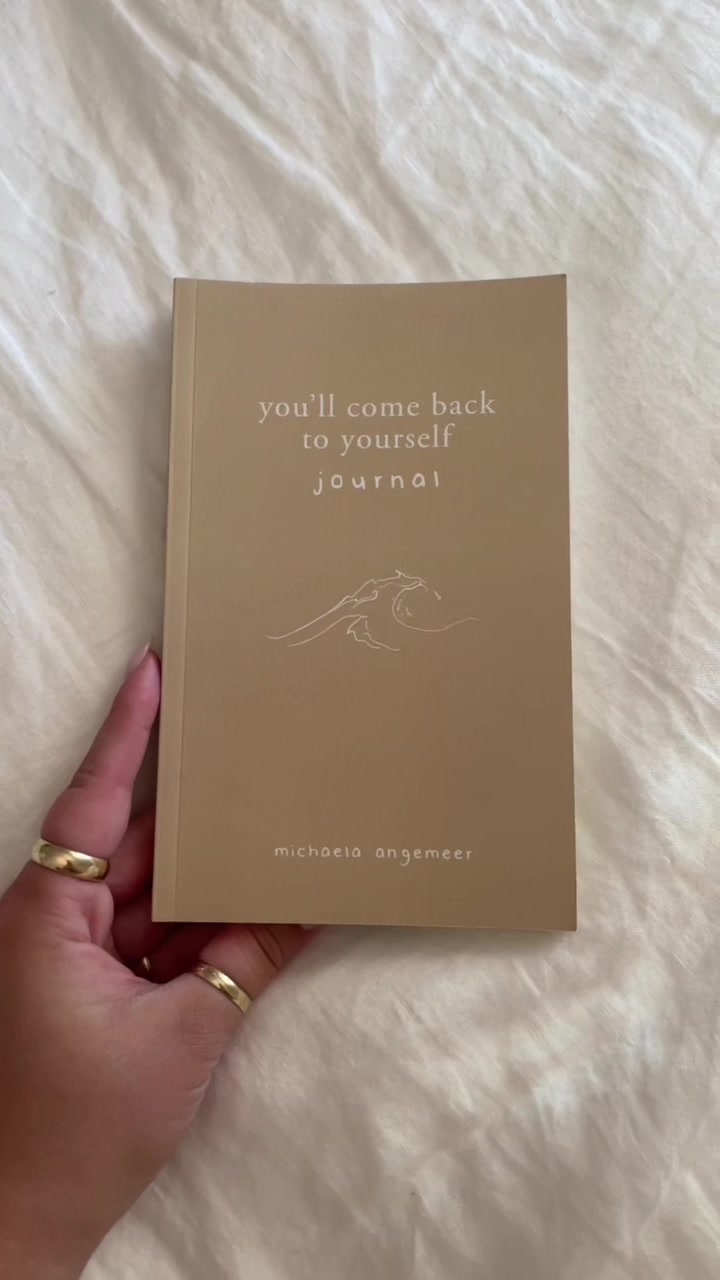 you'll come back
to yourself
journal
michaela angemeer